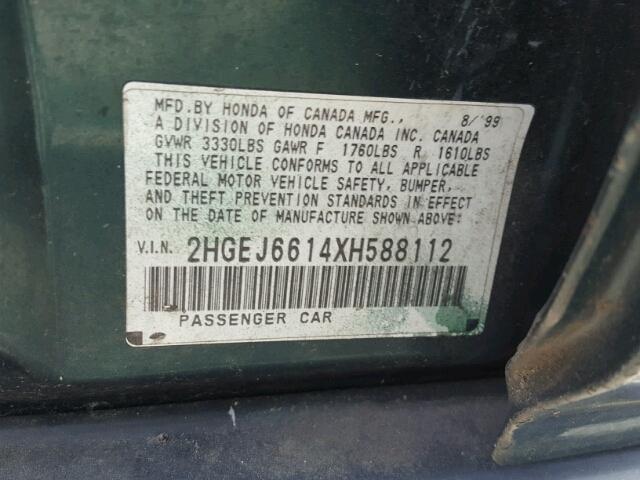 MFD.BY HONDA OF CANADA MFG., 8/'99
A DIVISION OF HONDA CANADA INC. CANADA
GVWR 3330LBS GAWR F 1760LBS R 1610LBS
THIS VEHICLE CONFORMS TO ALL APPLICABLE
FEDERAL MOTOR VEHICLE SAFETY, BUMPER,
AND THEFT PREVENTION STANDARDS IN EFFECT
ON THE DATE OF MANUFACTURE SHOWN ABOVE:
V.I.N. 2HGEJ6614XH588112
PASSENGER CAR